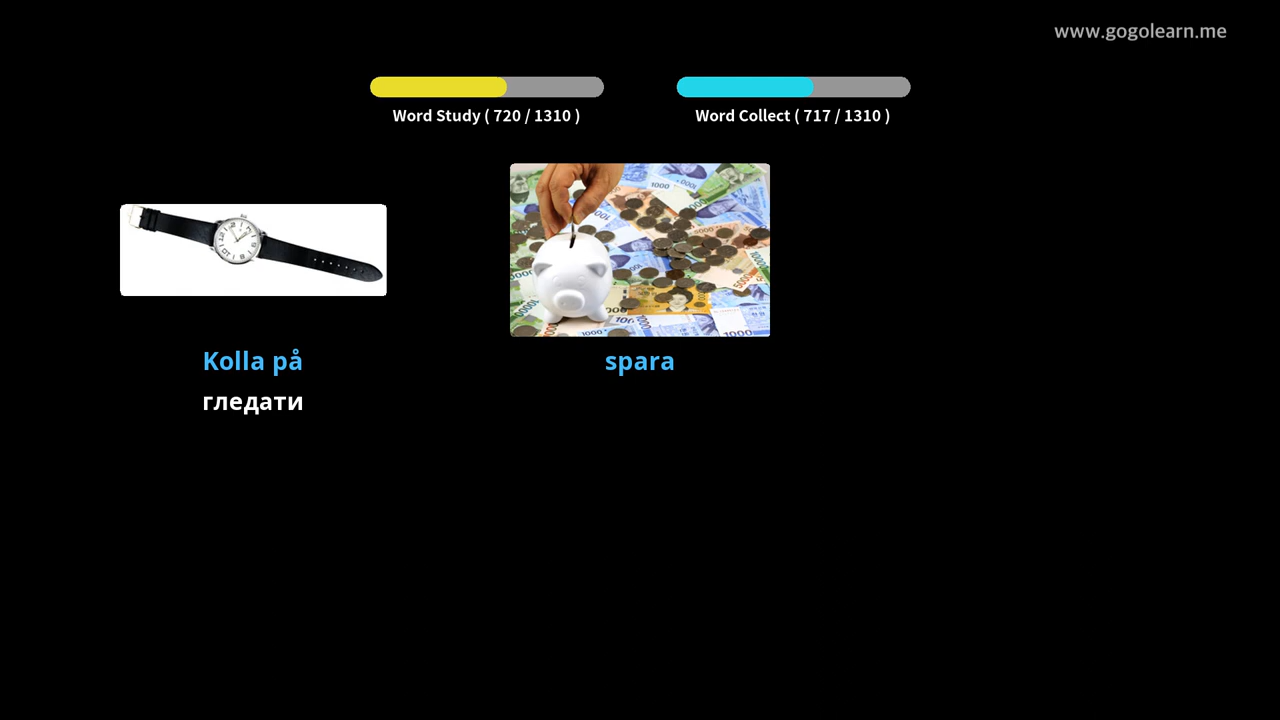 www.gogolearn.me
Word Study ( 720 / 1310 )
Word Collect ( 717 / 1310 )
Kolla på
гледати
spara